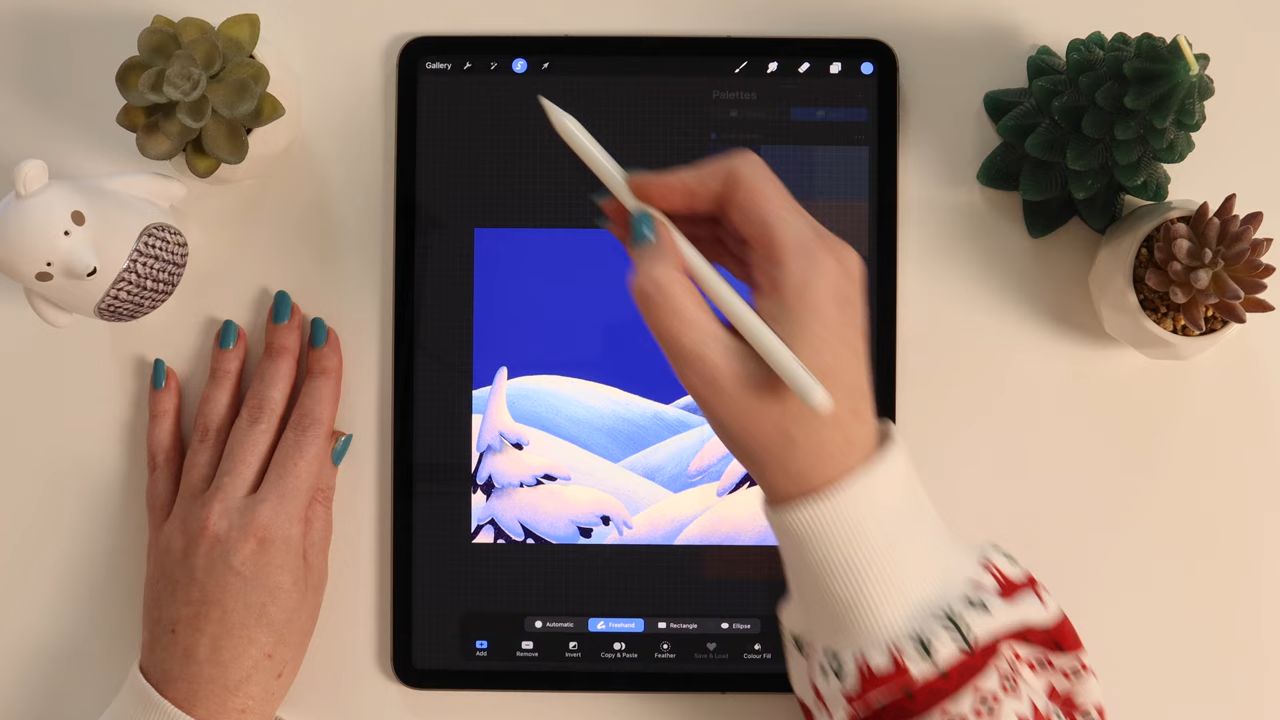 Gallery
Palettes
Automatic Freehand Rectangle Ellipse
Add Remove Invert Copy & Paste Feather Save & Load Colour Fill